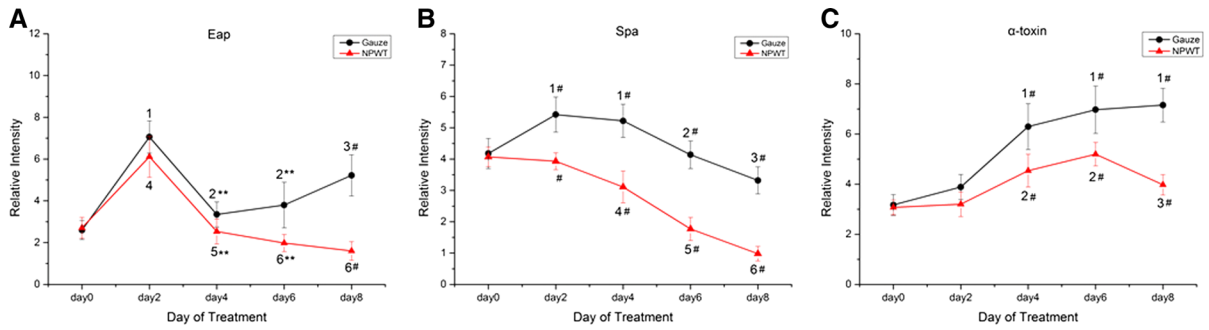 A
Eap
Gauze
NPWT
12
10
8
6
4
2
0
Relative Intensity
1
4
2**
5**
2**
6**
3#
6#
day0 day2 day4 day6 day8
Day of Treatment
B
Spa
Gauze
NPWT
8
7
6
5
4
3
2
1
0
Relative Intensity
1#
#
1#
4#
2#
5#
3#
6#
day0 day2 day4 day6 day8
Day of Treatment
C
α-toxin
Gauze
NPWT
10
8
6
4
2
0
Relative Intensity
1#
2#
1#
2#
1#
3#
day0 day2 day4 day6 day8
Day of Treatment